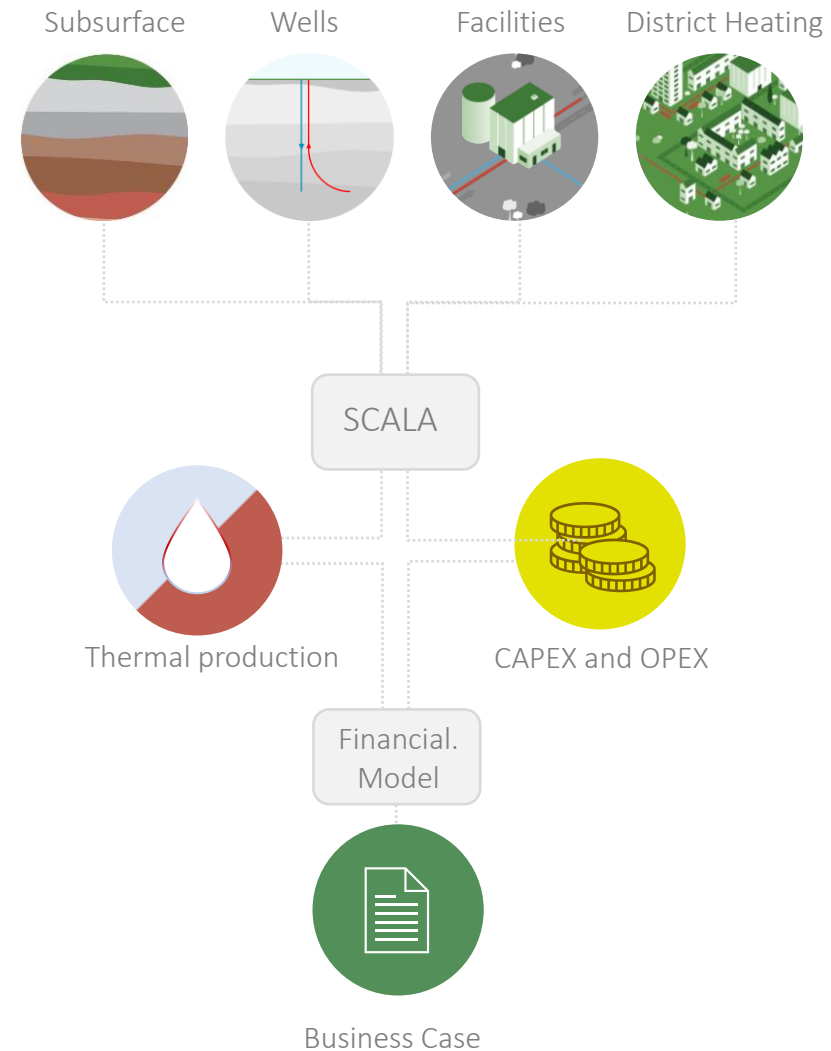 Subsurface
Wells
Facilities
District Heating
SCALA
Thermal production
CAPEX and OPEX
Financial.
Model
Business Case